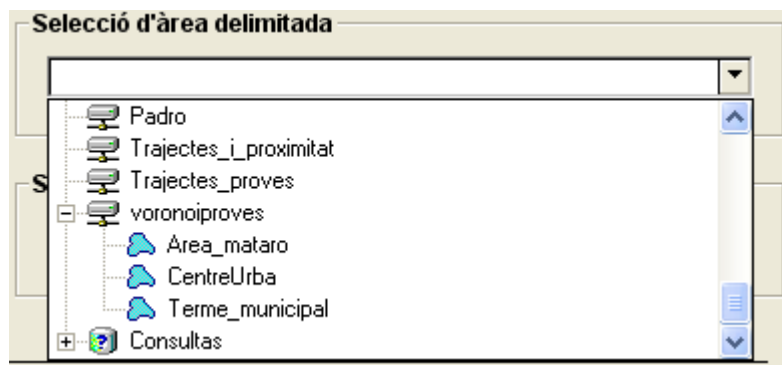 Selecció d'àrea delimitada
Padro
Trajectes_i_proximitat
Trajectes_proves
S
voronoiproves
Area_mataro
CentreUrba
Terme_municipal
Consultas